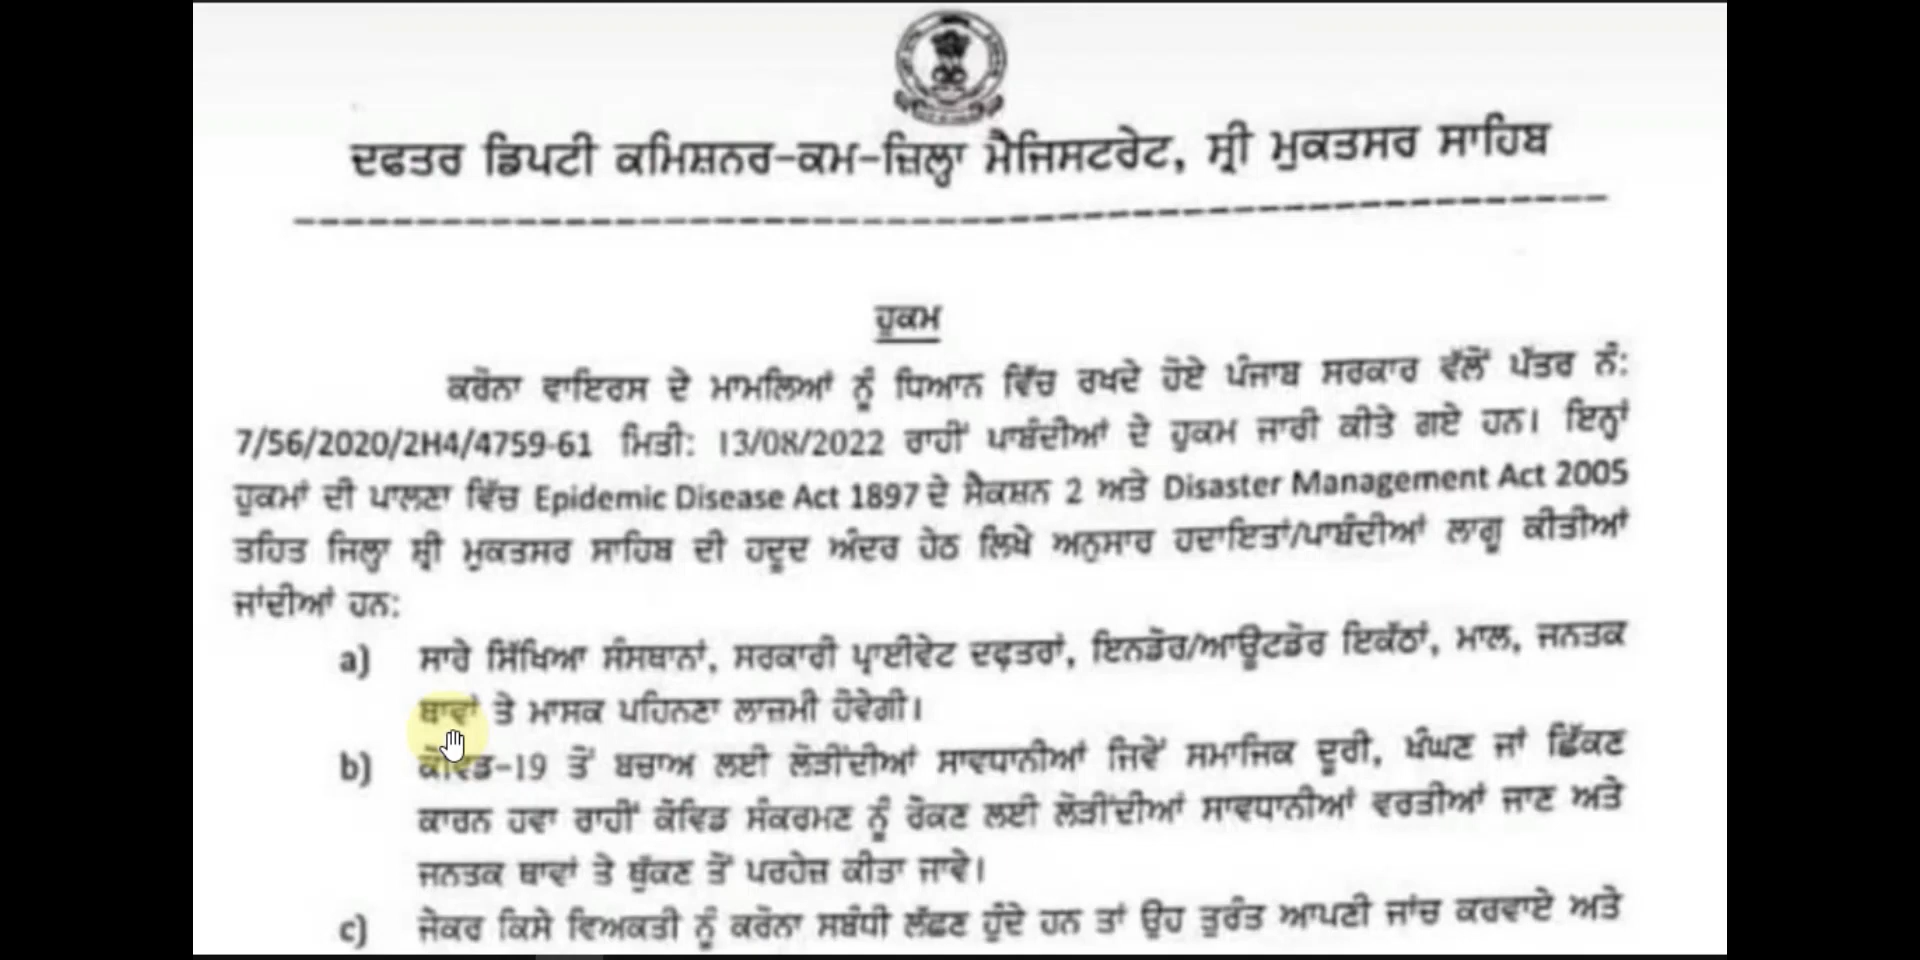 ਦਫਤਰ ਡਿਪਟੀ ਕਮਿਸ਼ਨਰ-ਕਮ-ਜ਼ਿਲ੍ਹਾ ਮੈਜਿਸਟਰੇਟ, ਸ੍ਰੀ ਮੁਕਤਸਰ ਸਾਹਿਬ
ਹੁਕਮ
ਕਰੋਨਾ ਵਾਇਰਸ ਦੇ ਮਾਮਲਿਆਂ ਨੂੰ ਧਿਆਨ ਵਿੱਚ ਰਖਦੇ ਹੋਏ ਪੰਜਾਬ ਸਰਕਾਰ ਵੱਲੋਂ ਪੱਤਰ ਨੰ:
7/56/2020/2H4/4759-61 ਮਿਤੀ: 13/08/2022 ਰਾਹੀਂ ਪਾਬੰਦੀਆਂ ਦੇ ਹੁਕਮ ਜਾਰੀ ਕੀਤੇ ਗਏ ਹਨ। ਇਨ੍ਹਾਂ
ਹੁਕਮਾਂ ਦੀ ਪਾਲਣਾ ਵਿੱਚ Epidemic Disease Act 1897 ਦੇ ਸੈਕਸ਼ਨ 2 ਅਤੇ Disaster Management Act 2005
ਤਹਿਤ ਜਿਲ੍ਹਾ ਸ਼੍ਰੀ ਮੁਕਤਸਰ ਸਾਹਿਬ ਦੀ ਹਦੂਦ ਅੰਦਰ ਹੇਠ ਲਿਖੇ ਅਨੁਸਾਰ ਹਦਾਇਤਾਂ/ਪਾਬੰਦੀਆਂ ਲਾਗੂ ਕੀਤੀਆਂ
ਜਾਂਦੀਆਂ ਹਨ:
a) ਸਾਰੇ ਸਿੱਖਿਆ ਸੰਸਥਾਨਾਂ, ਸਰਕਾਰੀ ਪ੍ਰਾਈਵੇਟ ਦਫ਼ਤਰਾਂ, ਇਨਡੋਰ/ਆਊਟਡੋਰ ਇਕੱਠਾਂ, ਮਾਲ, ਜਨਤਕ
ਥਾਵਾਂ ਤੇ ਮਾਸਕ ਪਹਿਨਣਾ ਲਾਜ਼ਮੀ ਹੋਵੇਗੀ।
b) ਕੋਵਿਡ-19 ਤੋਂ ਬਚਾਅ ਲਈ ਲੋੜੀਂਦੀਆਂ ਸਾਵਧਾਨੀਆਂ ਜਿਵੇਂ ਸਮਾਜਿਕ ਦੂਰੀ, ਖੰਘਣ ਜਾਂ ਛਿੱਕਣ
ਕਾਰਨ ਹਵਾ ਰਾਹੀਂ ਕੋਵਿਡ ਸੰਕਰਮਣ ਨੂੰ ਰੋਕਣ ਲਈ ਲੋੜੀਂਦੀਆਂ ਸਾਵਧਾਨੀਆਂ ਵਰਤੀਆਂ ਜਾਣ ਅਤੇ
ਜਨਤਕ ਥਾਵਾਂ ਤੇ ਥੁੱਕਣ ਤੋਂ ਪਰਹੇਜ਼ ਕੀਤਾ ਜਾਵੇ।
c) ਜੇਕਰ ਕਿਸੇ ਵਿਅਕਤੀ ਨੂੰ ਕਰੋਨਾ ਸਬੰਧੀ ਲੱਛਣ ਹੁੰਦੇ ਹਨ ਤਾਂ ਉਹ ਤੁਰੰਤ ਆਪਣੀ ਜਾਂਚ ਕਰਵਾਏ ਅਤੇ